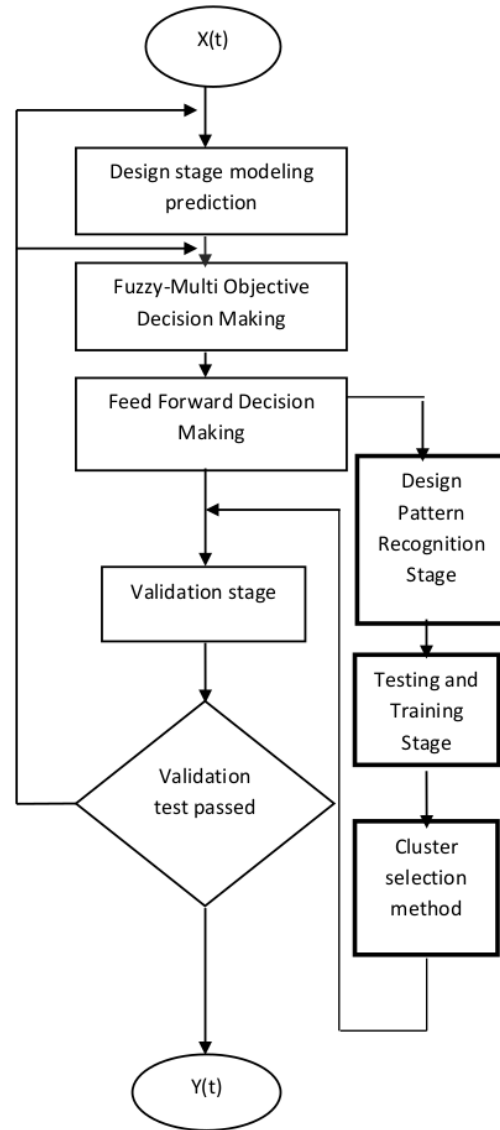 X(t)
Design stage modeling
prediction
Fuzzy-Multi Objective
Decision Making
Feed Forward Decision
Making
Design
Pattern
Recognition
Stage
Validation stage
Testing and
Training
Stage
Validation
test passed
Cluster
selection
method
Y(t)